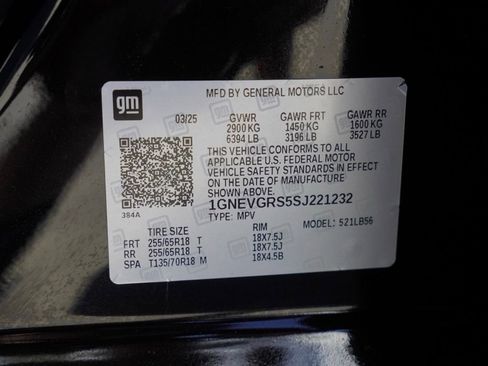 gm
MFD BY GENERAL MOTORS LLC
03/25 GVWR GAWR FRT GAWR RR
2900 KG 1450 KG 1600 KG
6394 LB 3196 LB 3527 LB
THIS VEHICLE CONFORMS TO ALL
APPLICABLE U.S. FEDERAL MOTOR
VEHICLE SAFETY STANDARDS IN EFFECT
ON THE DATE OF MANUFACTURE
SHOWN ABOVE.
384A
1GNEVGRS5SJ221232
TYPE: MPV MODEL: 521LB56
TIRE SIZE RIM
FRT 255/65R18 T 18X7.5J
RR 255/65R18 T 18X7.5J
SPA T135/70R18 M 18X4.5B